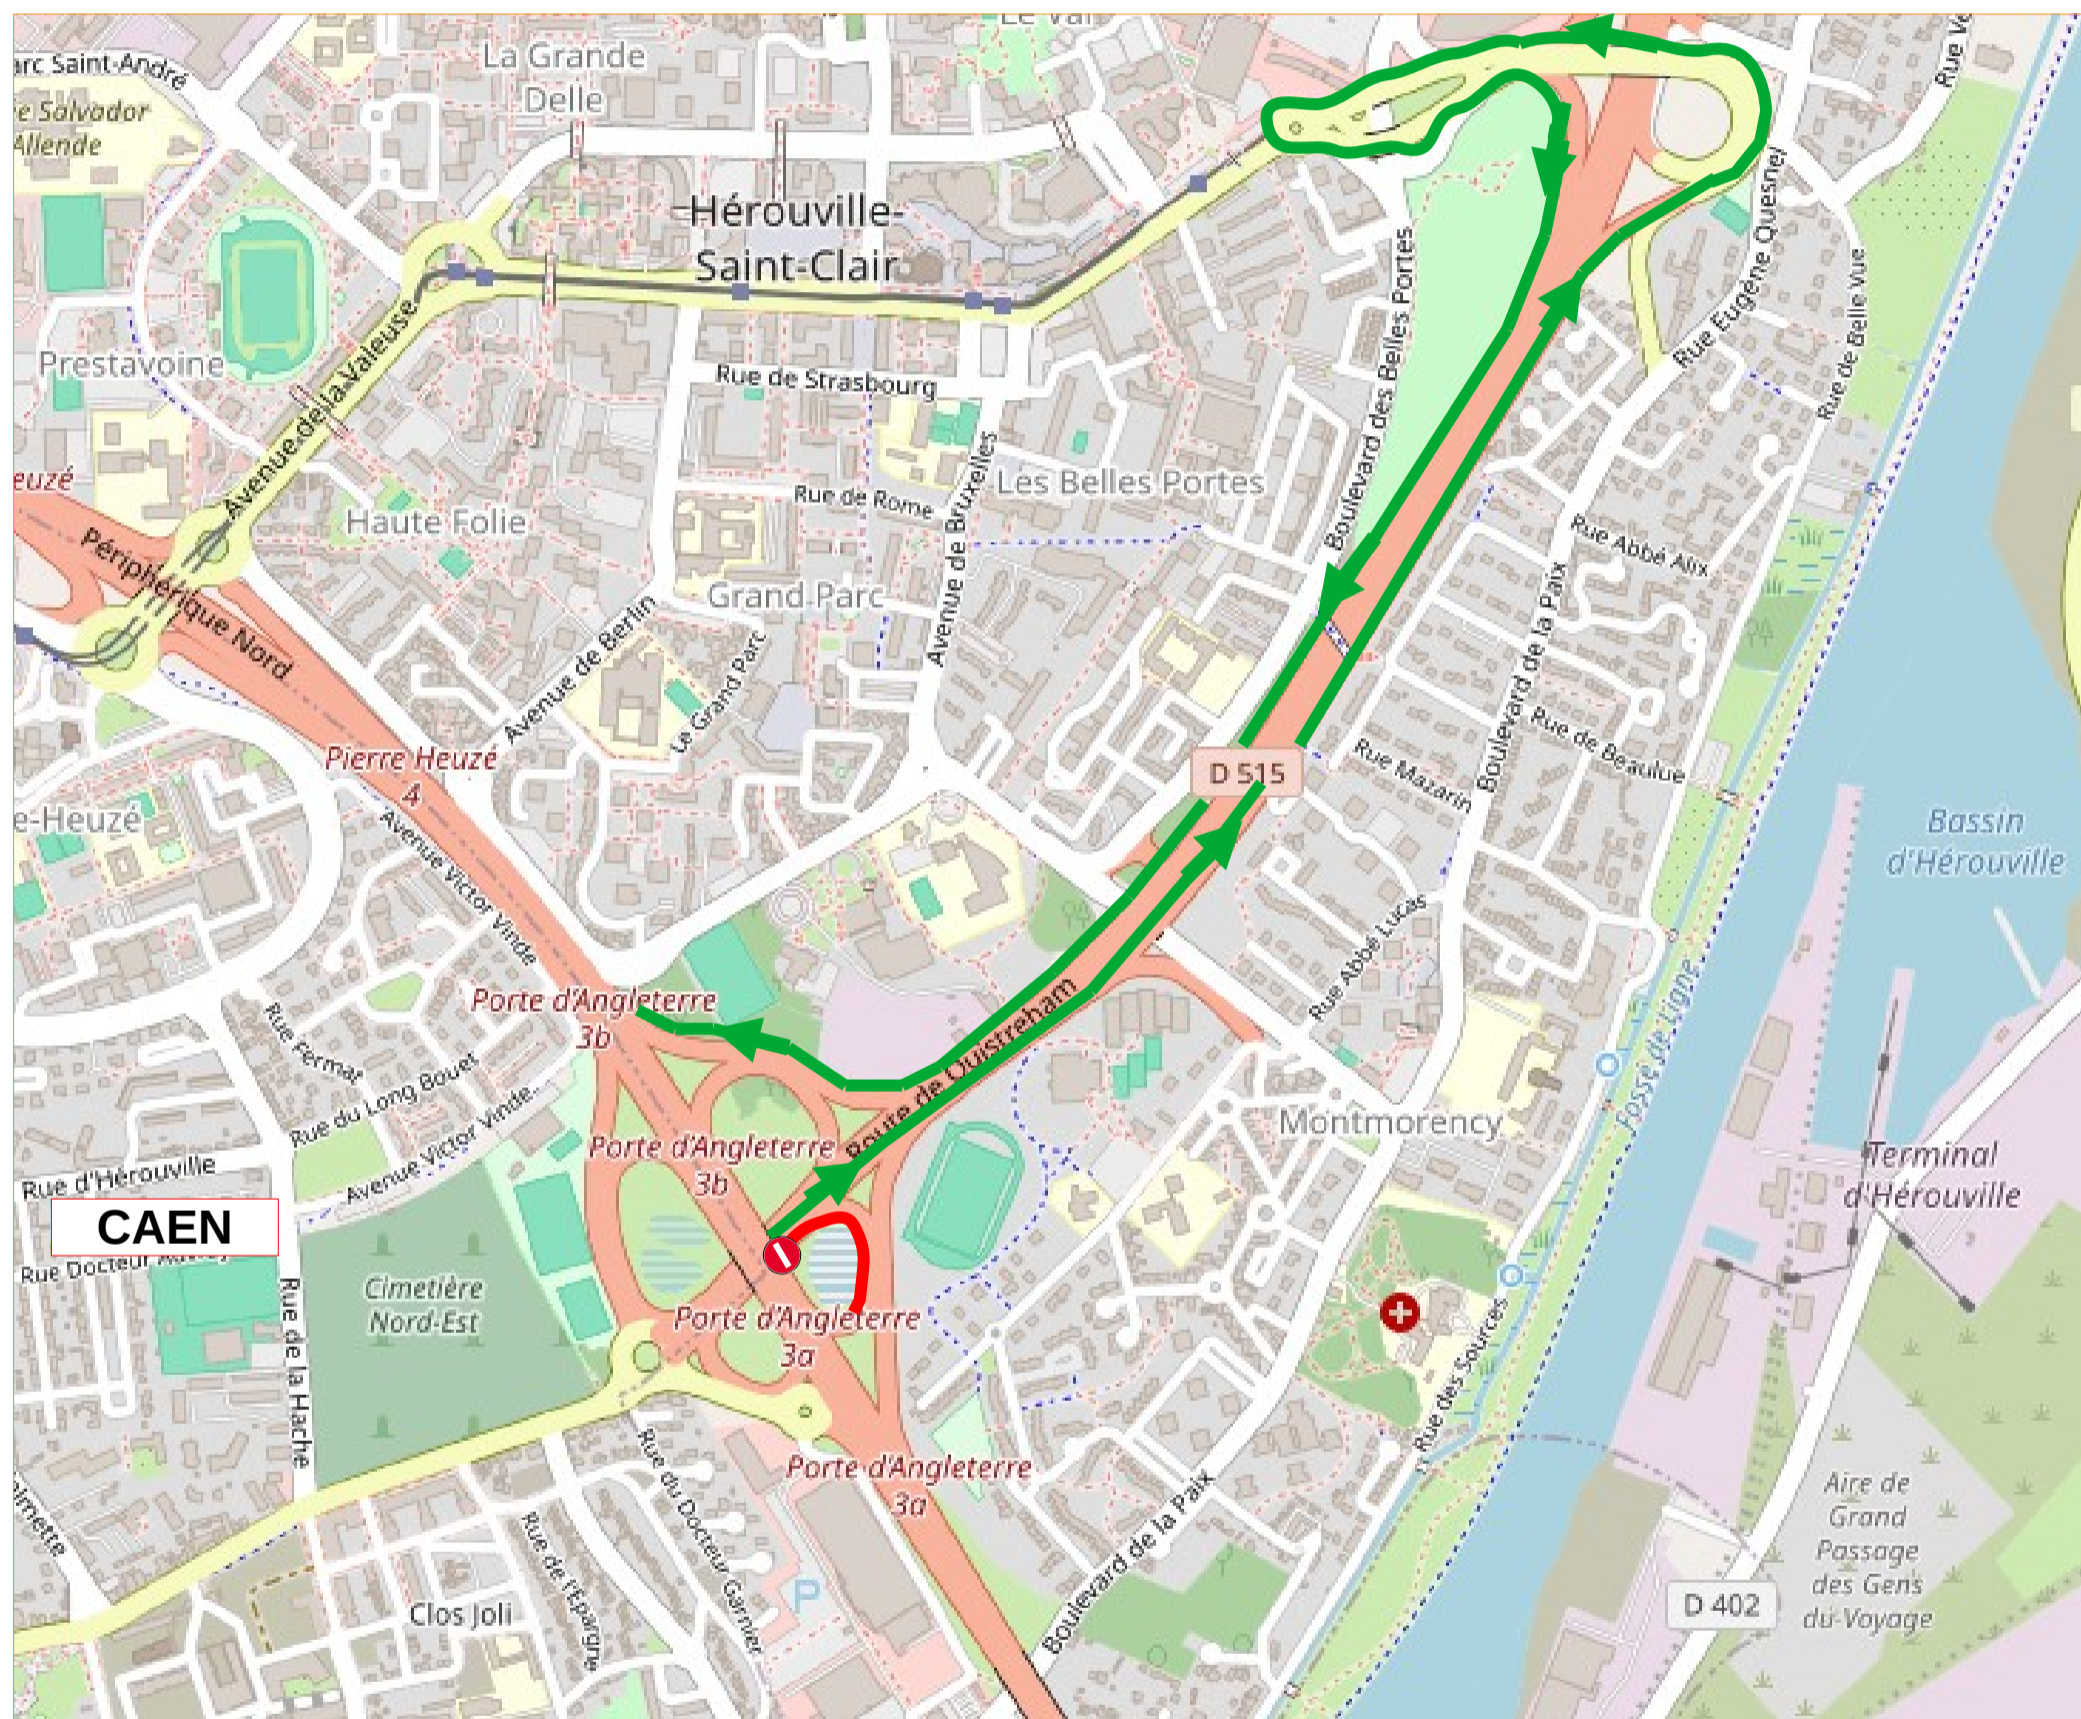 Le Val
La Grande
Delle
arc Saint-André
e Salvador
Allende
Rue Ve
Hérouville-
Saint-Clair
Rue Eugène Quesnel
Boulevard des Belles Portes
Rue de Belle Vue
Avenue de la Valeuse
Prestavoine
Rue de Strasbourg
euzé
Haute Folie
Rue de Rome
Avenue de Bruxelles
Les Belles Portes
Périphérique Nord
Rue Abbé Alix
Grand Parc
Avenue de Berlin
Le Grand Parc
Boulevard de la Paix
Rue de Beaulue
Pierre Heuzé
4
D 515
Rue Mazarin
e-Heuzé
Avenue Victor Vinde
Bassin
d'Hérouville
Rue Abbé Lucas
Porte d'Angleterre
3b
Route de Ouistreham
Fossé de Ligne
Rue Fermat
Rue du Long Bouet
Avenue Victor Vinde
Montmorency
Porte d'Angleterre
3b
Rue d'Hérouville
Terminal
d'Hérouville
CAEN
Cimetière
Nord-Est
Rue de la Hache
Porte d'Angleterre
3a
Rue des Sources
Porte d'Angleterre
3a
Rue du Docteur Garnier
Rue de l'Épargne
Aire de
Grand
Passage
des Gens
du Voyage
Boulevard de la Paix
P
Clos Joli
D 402